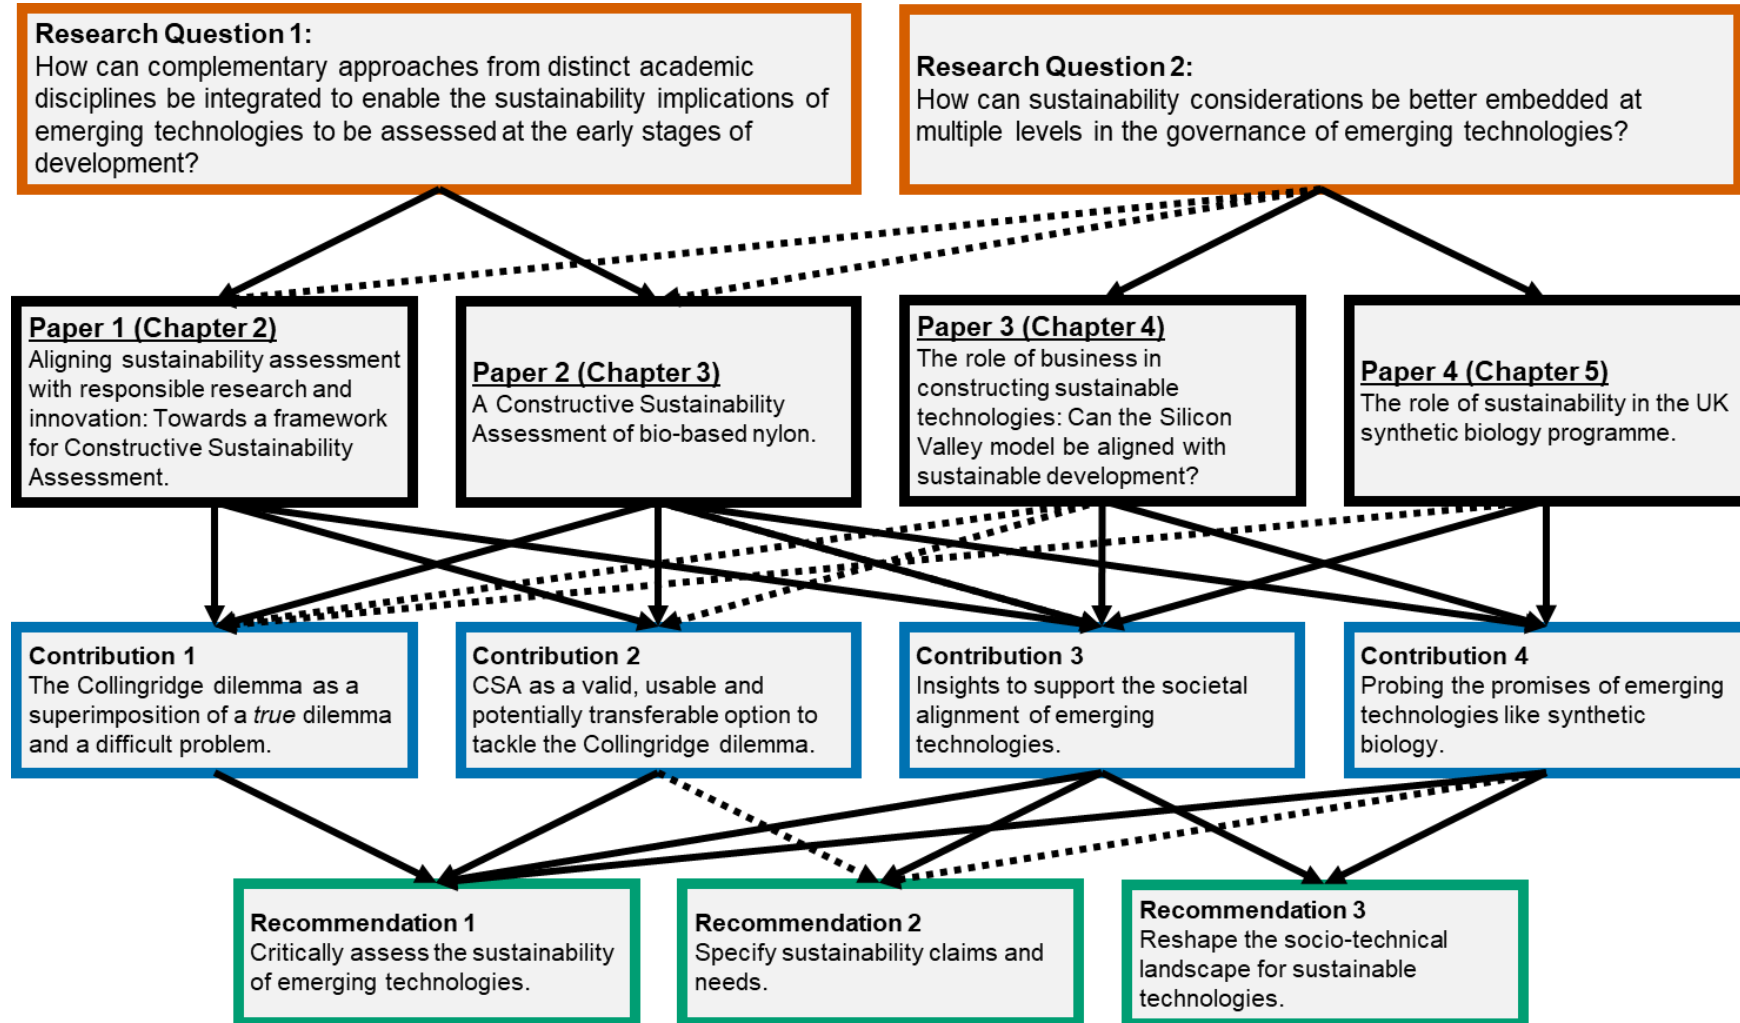 Research Question 1:
How can complementary approaches from distinct academic
disciplines be integrated to enable the sustainability implications of
emerging technologies to be assessed at the early stages of
development?
Research Question 2:
How can sustainability considerations be better embedded at
multiple levels in the governance of emerging technologies?
Paper 1 (Chapter 2)
Aligning sustainability assessment
with responsible research and
innovation: Towards a framework
for Constructive Sustainability
Assessment.
Paper 2 (Chapter 3)
A Constructive Sustainability
Assessment of bio-based nylon.
Paper 3 (Chapter 4)
The role of business in
constructing sustainable
technologies: Can the Silicon
Valley model be aligned with
sustainable development?
Paper 4 (Chapter 5)
The role of sustainability in the UK
synthetic biology programme.
Contribution 1
The Collingridge dilemma as a
superimposition of a true dilemma
and a difficult problem.
Contribution 2
CSA as a valid, usable and
potentially transferable option to
tackle the Collingridge dilemma.
Contribution 3
Insights to support the societal
alignment of emerging
technologies.
Contribution 4
Probing the promises of emerging
technologies like synthetic
biology.
Recommendation 1
Critically assess the sustainability
of emerging technologies.
Recommendation 2
Specify sustainability claims and
needs.
Recommendation 3
Reshape the socio-technical
landscape for sustainable
technologies.